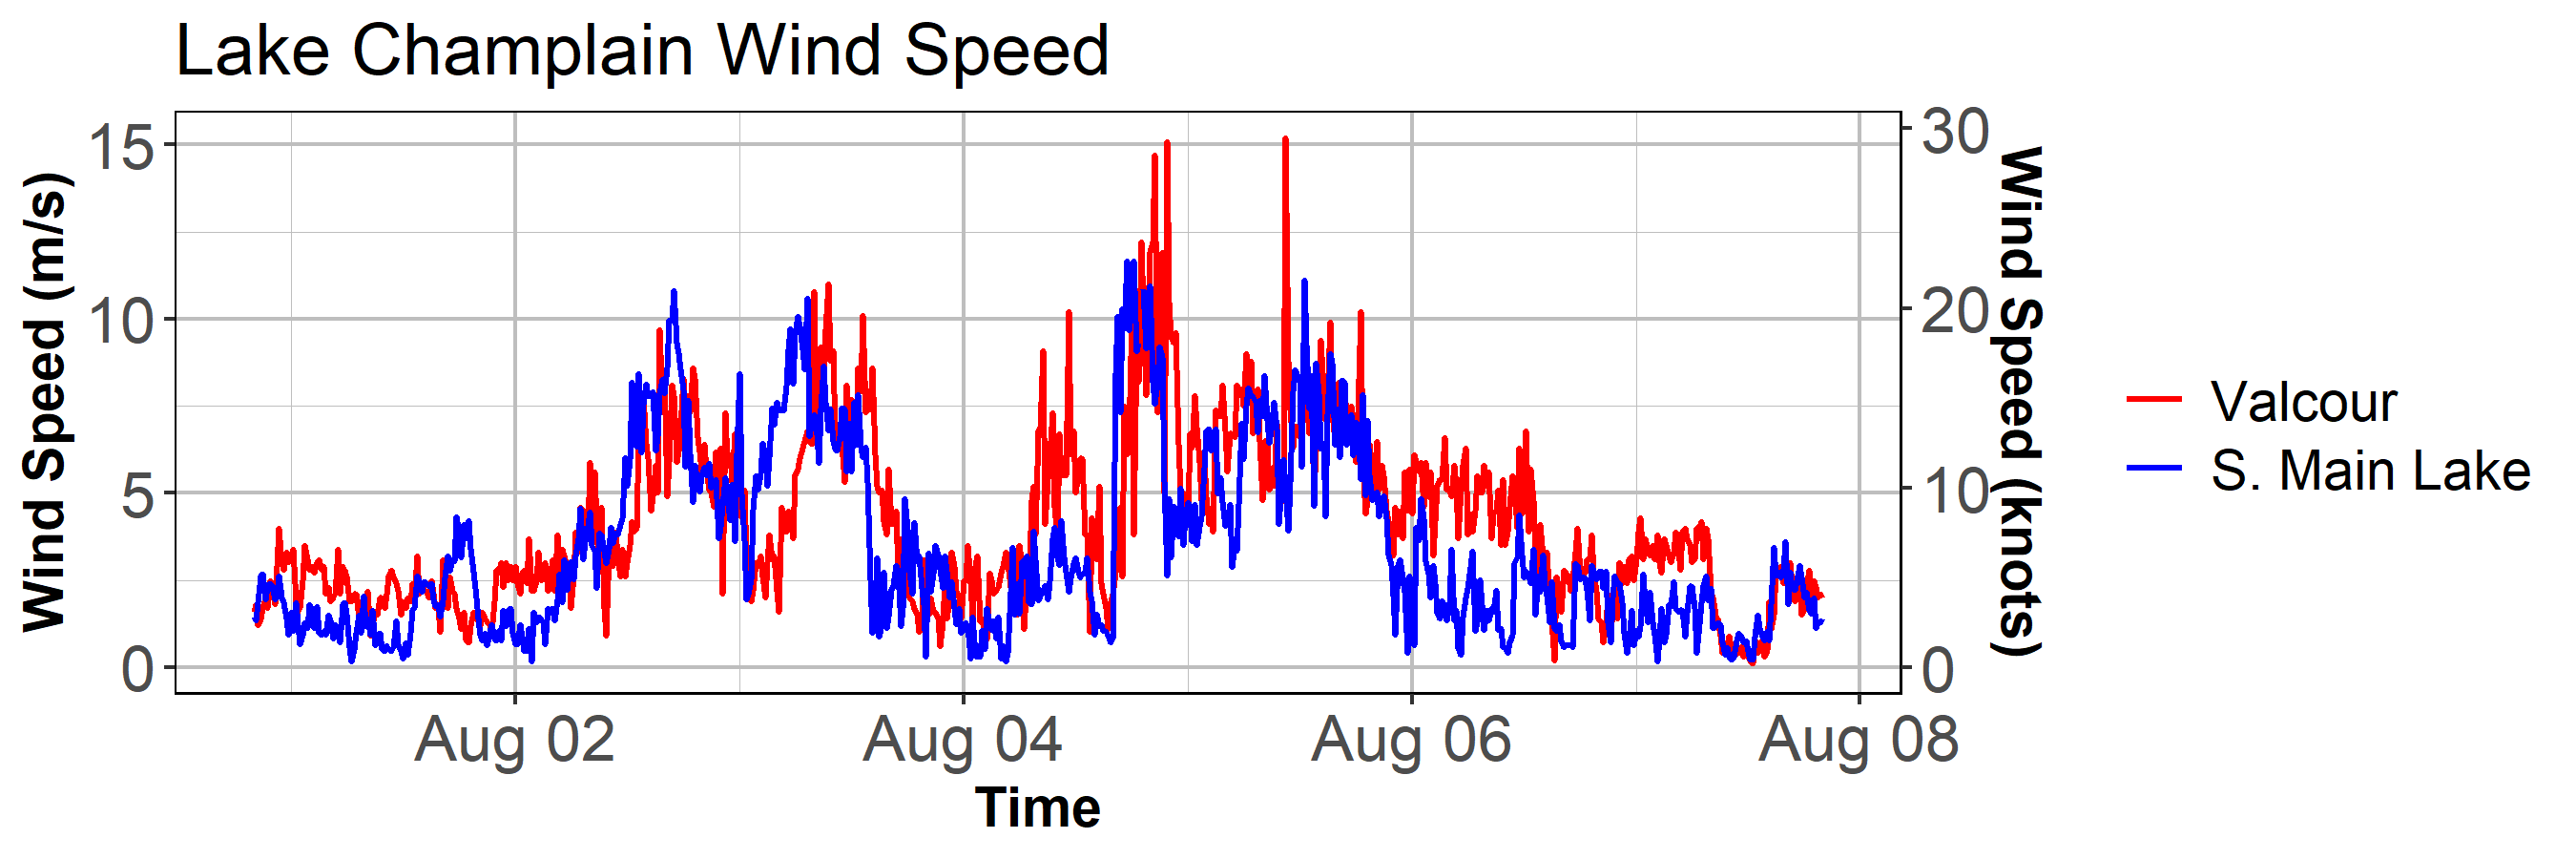 Lake Champlain Wind Speed
Wind Speed (m/s)
15
10
5
0
30
20
10
0
Wind Speed (knots)
Aug 02 Aug 04 Aug 06 Aug 08
Time
Valcour
S. Main Lake